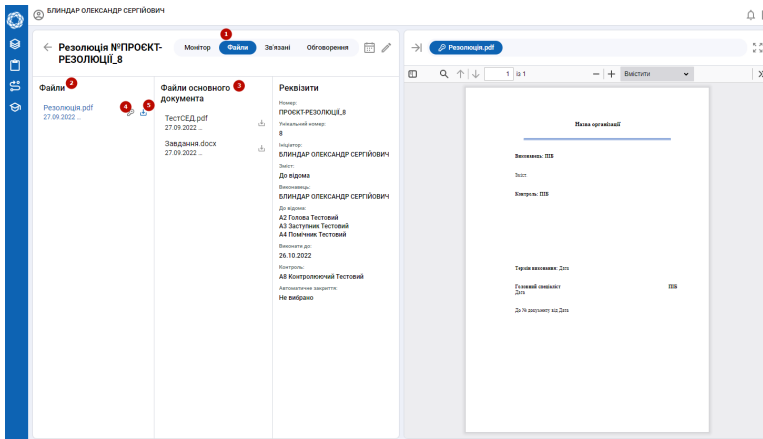 БЛИНДАР ОЛЕКСАНДР СЕРГІЙОВИЧ
Резолюція №ПРОЄКТ-
РЕЗОЛЮЦІЇ_8
Монітор
1
Файли
Зв'язані
Обговорення
Файли 2
Резолюція.pdf
27.09.2022 ...
4
5
Файли основного 3
документа
ТестСЕД.pdf
27.09.2022 ...
Завдання.docx
27.09.2022 ...
Реквізити
Номер:
ПРОЄКТ-РЕЗОЛЮЦІЇ_8
Унікальний номер:
8
Ініціатор:
БЛИНДАР ОЛЕКСАНДР СЕРГІЙОВИЧ
Зміст:
До відома
Виконавець:
БЛИНДАР ОЛЕКСАНДР СЕРГІЙОВИЧ
До відома:
А2 Голова Тестовий
А3 Заступник Тестовий
А4 Помічник Тестовий
Виконати до:
26.10.2022
Контроль:
А8 Контролюючий Тестовий
Автоматичне закриття:
Не вибрано
Резолюція.pdf
1 із 1
Вмістити
Назва організації
Виконавець: ПІБ
Зміст:
Контроль: ПІБ
Термін виконання: Дата
Головний спеціаліст ПІБ
Дата
До № документу від Дата